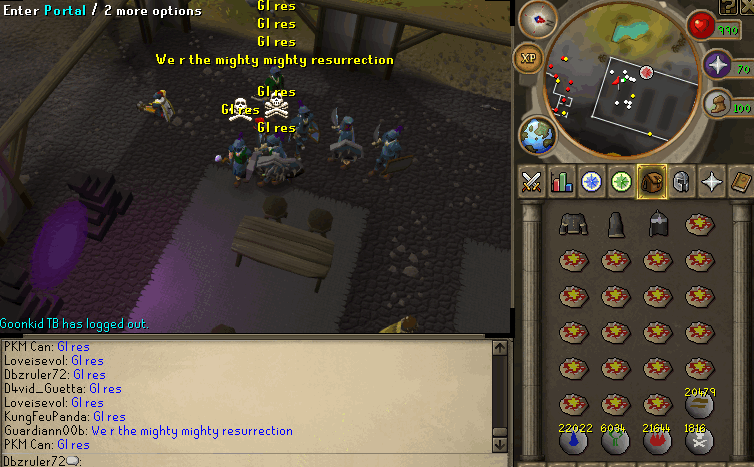 Enter Portal / 2 more options
Gl res
Gl res
Gl res
We r the mighty mighty resurrection
Gl res
Gl res
Gl res
Goonkid TB has logged out.
PKM Can: Gl res
Loveisevol: Gl res
Dbzruler72: Gl res
D4vid_Guetta: Gl res
Loveisevol: Gl res
KungFeuPanda: Gl res
Guardiann00b: We r the mighty mighty resurrection
PKM Can: Gl res
Dbzruler72:
XP
?
990
70
100
20479
22022
6034
21644
1816